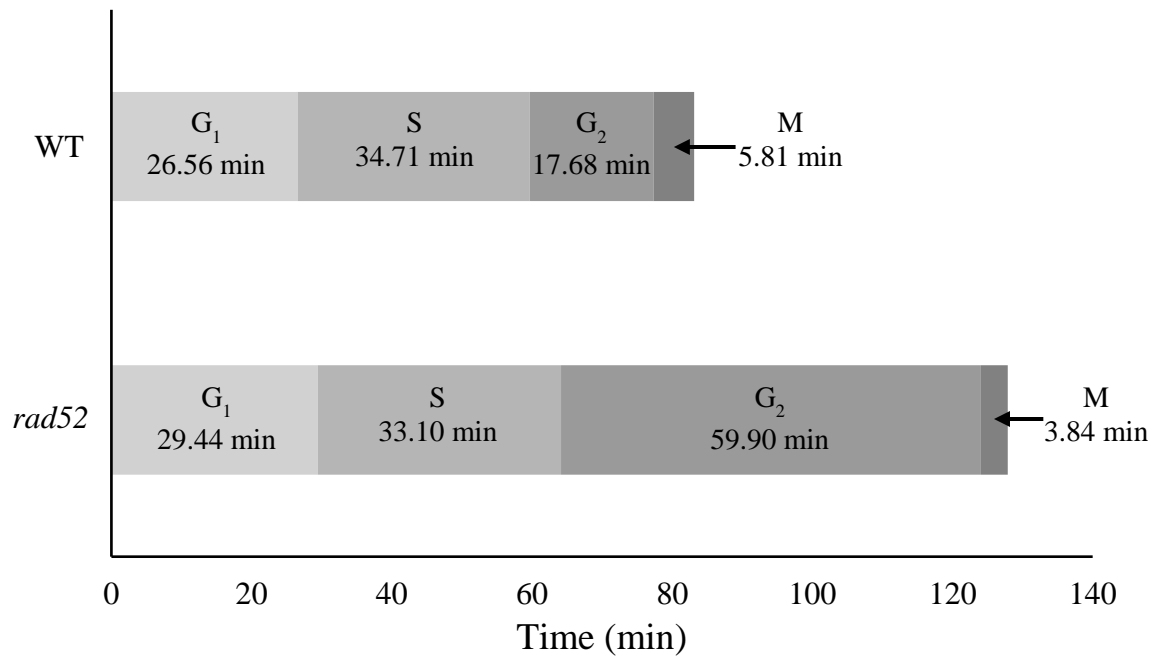 WT
G₁
26.56 min
S
34.71 min
G₂
17.68 min
M
5.81 min
rad52
G₁
29.44 min
S
33.10 min
G₂
59.90 min
M
3.84 min
0 20 40 60 80 100 120 140
Time (min)